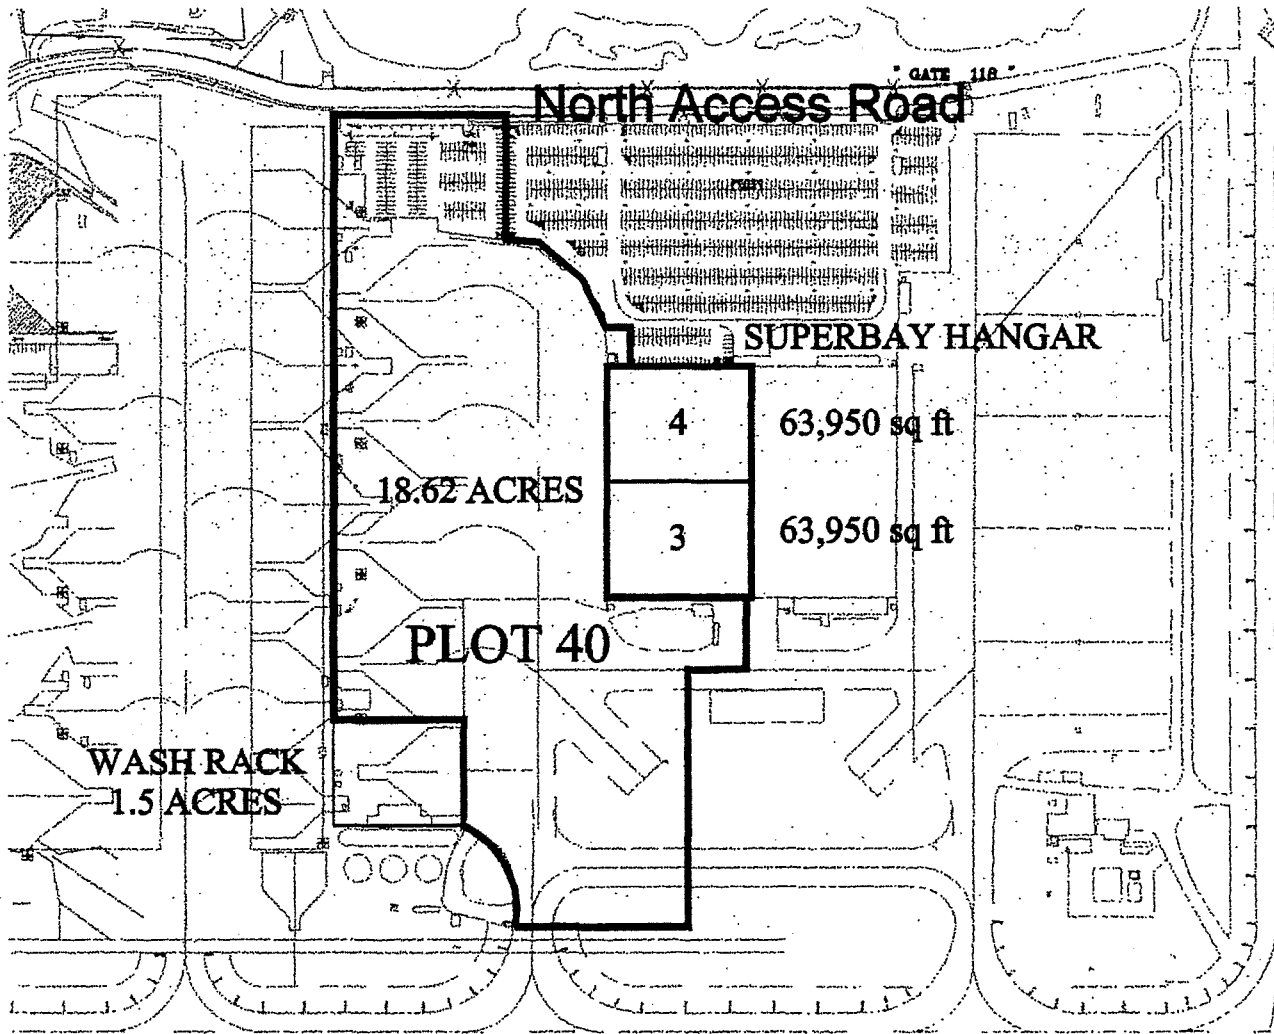 " GATE 118 "
North Access Road
SUPERBAY HANGAR
4
63,950 sq ft
18.62 ACRES
3
63,950 sq ft
PLOT 40
WASH RACK
1.5 ACRES